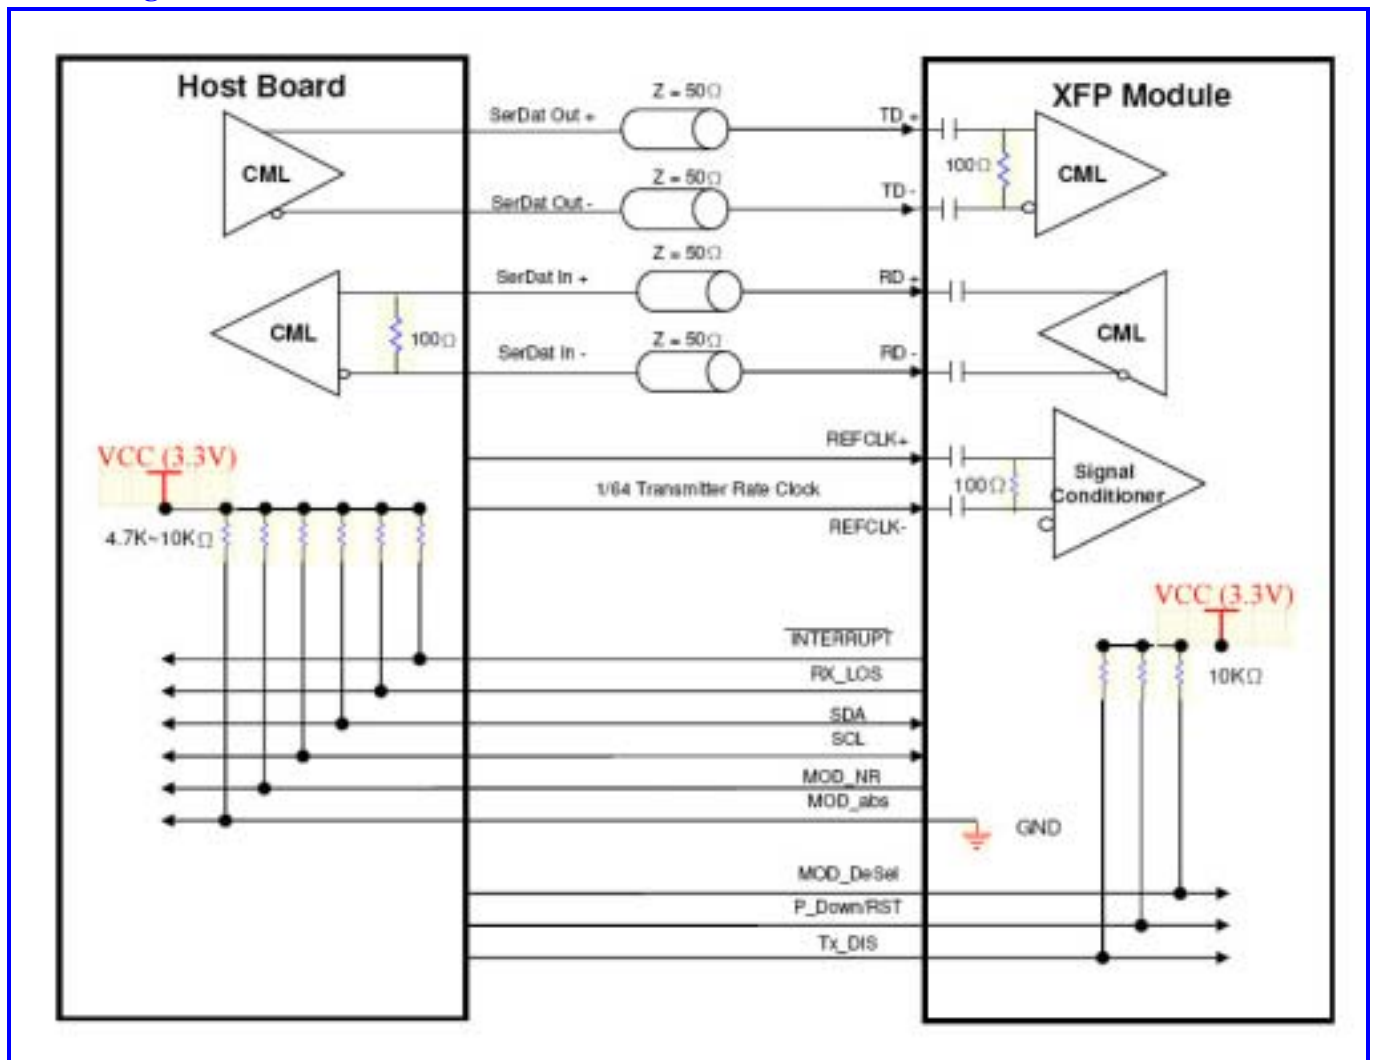 Host Board
XFP Module
Z = 50Ω
SerDat Out +
TD +
CML
100Ω
CML
Z = 50Ω
SerDat Out -
TD -
Z = 50Ω
SerDat In +
RD +
CML
100Ω
CML
Z = 50Ω
SerDat In -
RD -
REFCLK+
VCC (3.3V)
1/64 Transmitter Rate Clock
100Ω
Signal
Conditioner
REFCLK-
4.7K~10KΩ
VCC (3.3V)
10KΩ
INTERRUPT
RX_LOS
SDA
SCL
MOD_NR
MOD_abs
GND
MOD_DeSel
P_Down/RST
Tx_DIS